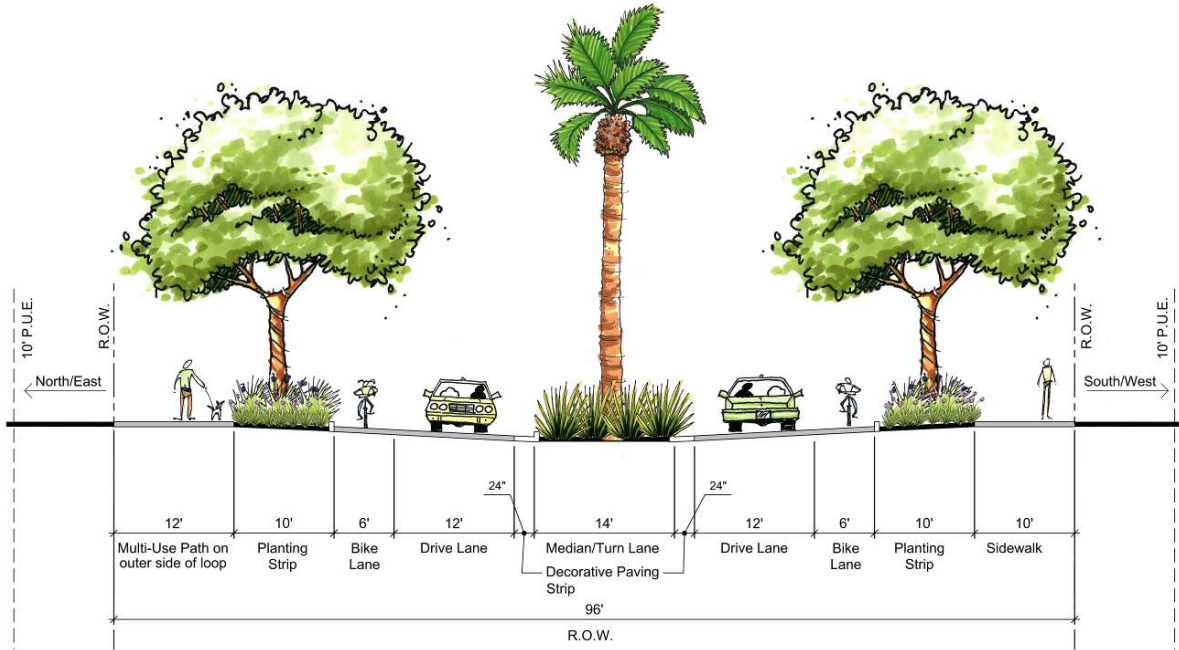 10' P.U.E.
R.O.W.
R.O.W.
10' P.U.E.
North/East
South/West
24"
24"
12'
10'
6'
12'
14'
12'
6'
10'
10'
Multi-Use Path on
outer side of loop
Planting
Strip
Bike
Lane
Drive Lane
Median/Turn Lane
Decorative Paving
Strip
Drive Lane
Bike
Lane
Planting
Strip
Sidewalk
96'
R.O.W.